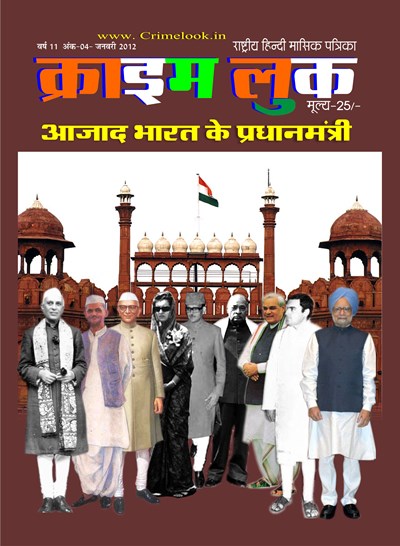 www. Crimelook.in
वर्ष 11 अंक-04- जनवरी 2012
राष्ट्रीय हिन्दी मासिक पत्रिका
क्राइम लुक
मूल्य-25/-
आजाद भारत के प्रधानमंत्री